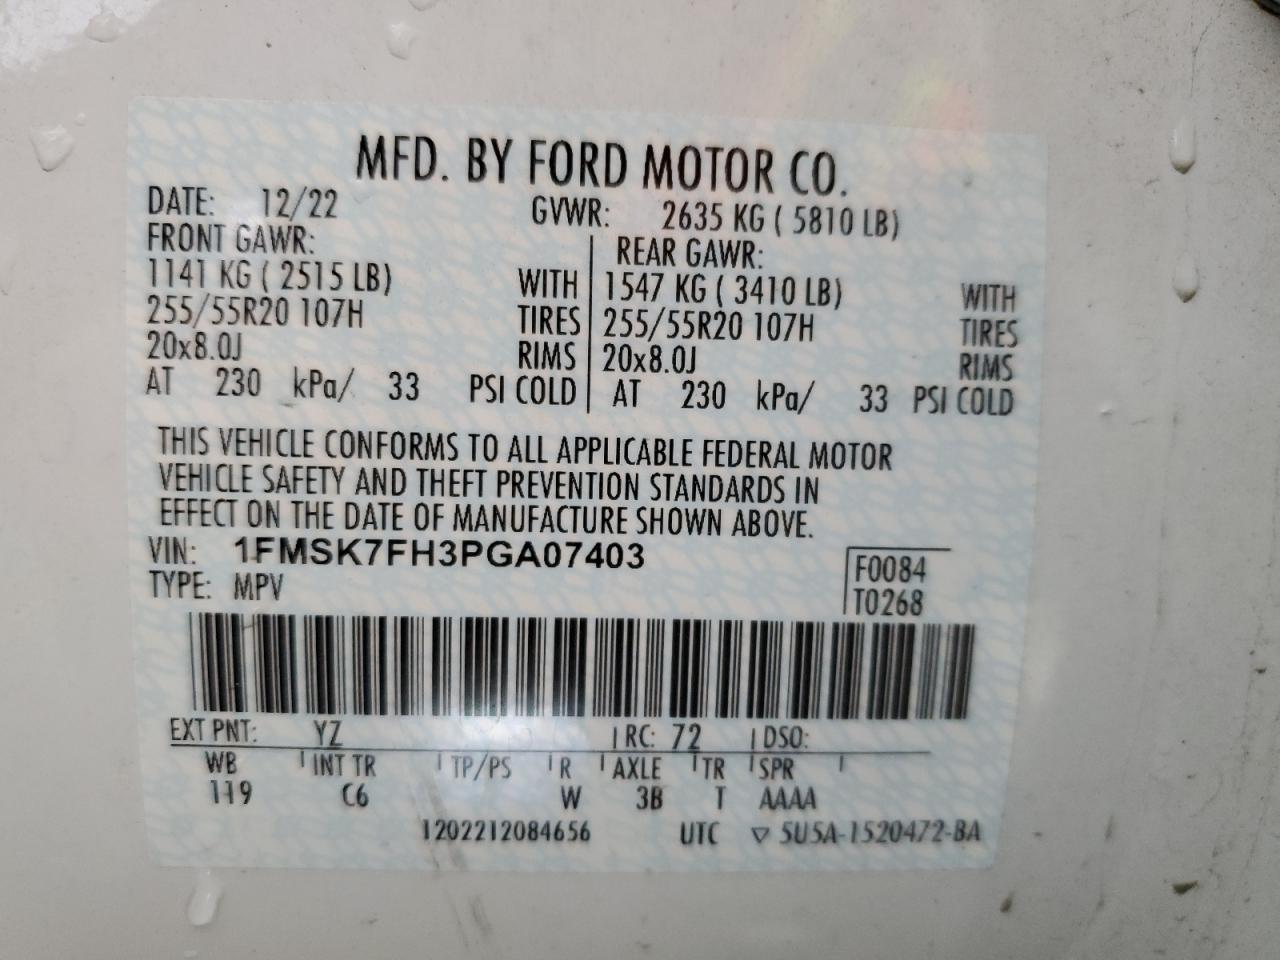 MFD. BY FORD MOTOR CO.
DATE: 12/22 GVWR: 2635 KG ( 5810 LB)
FRONT GAWR: REAR GAWR:
1141 KG ( 2515 LB) WITH 1547 KG ( 3410 LB) WITH
255/55R20 107H TIRES 255/55R20 107H TIRES
20x8.0J RIMS 20x8.0J RIMS
AT 230 kPa/ 33 PSI COLD AT 230 kPa/ 33 PSI COLD
THIS VEHICLE CONFORMS TO ALL APPLICABLE FEDERAL MOTOR
VEHICLE SAFETY AND THEFT PREVENTION STANDARDS IN
EFFECT ON THE DATE OF MANUFACTURE SHOWN ABOVE.
VIN: 1FMSK7FH3PGA07403
F0084
TYPE: MPV
T0268
EXT PNT: YZ RC: 72 DSO:
WB INT TR TP/PS R AXLE TR SPR
119 C6 W 3B T AAAA
1202212084656 UTC ▽ 5U5A-1520472-BA